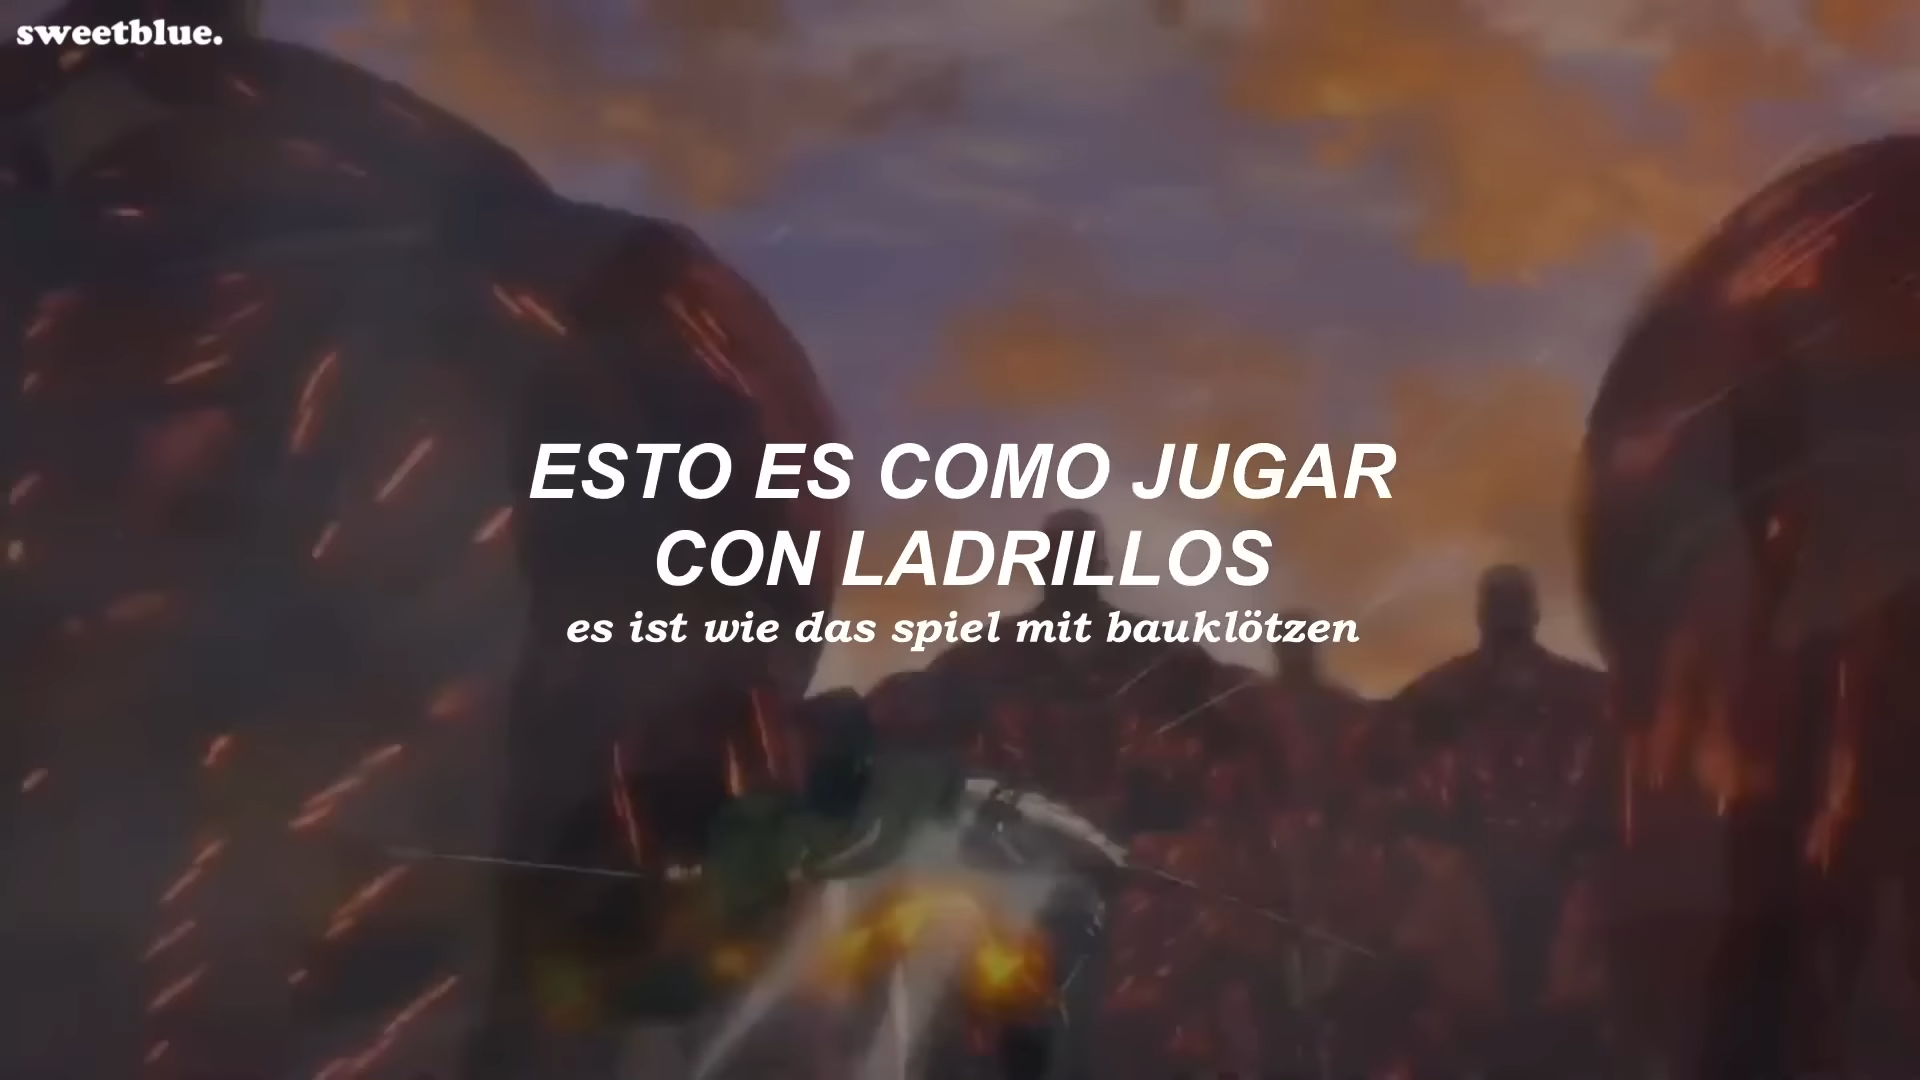 sweetblue.
ESTO ES COMO JUGAR
CON LADRILLOS
es ist wie das spiel mit bauklötzen